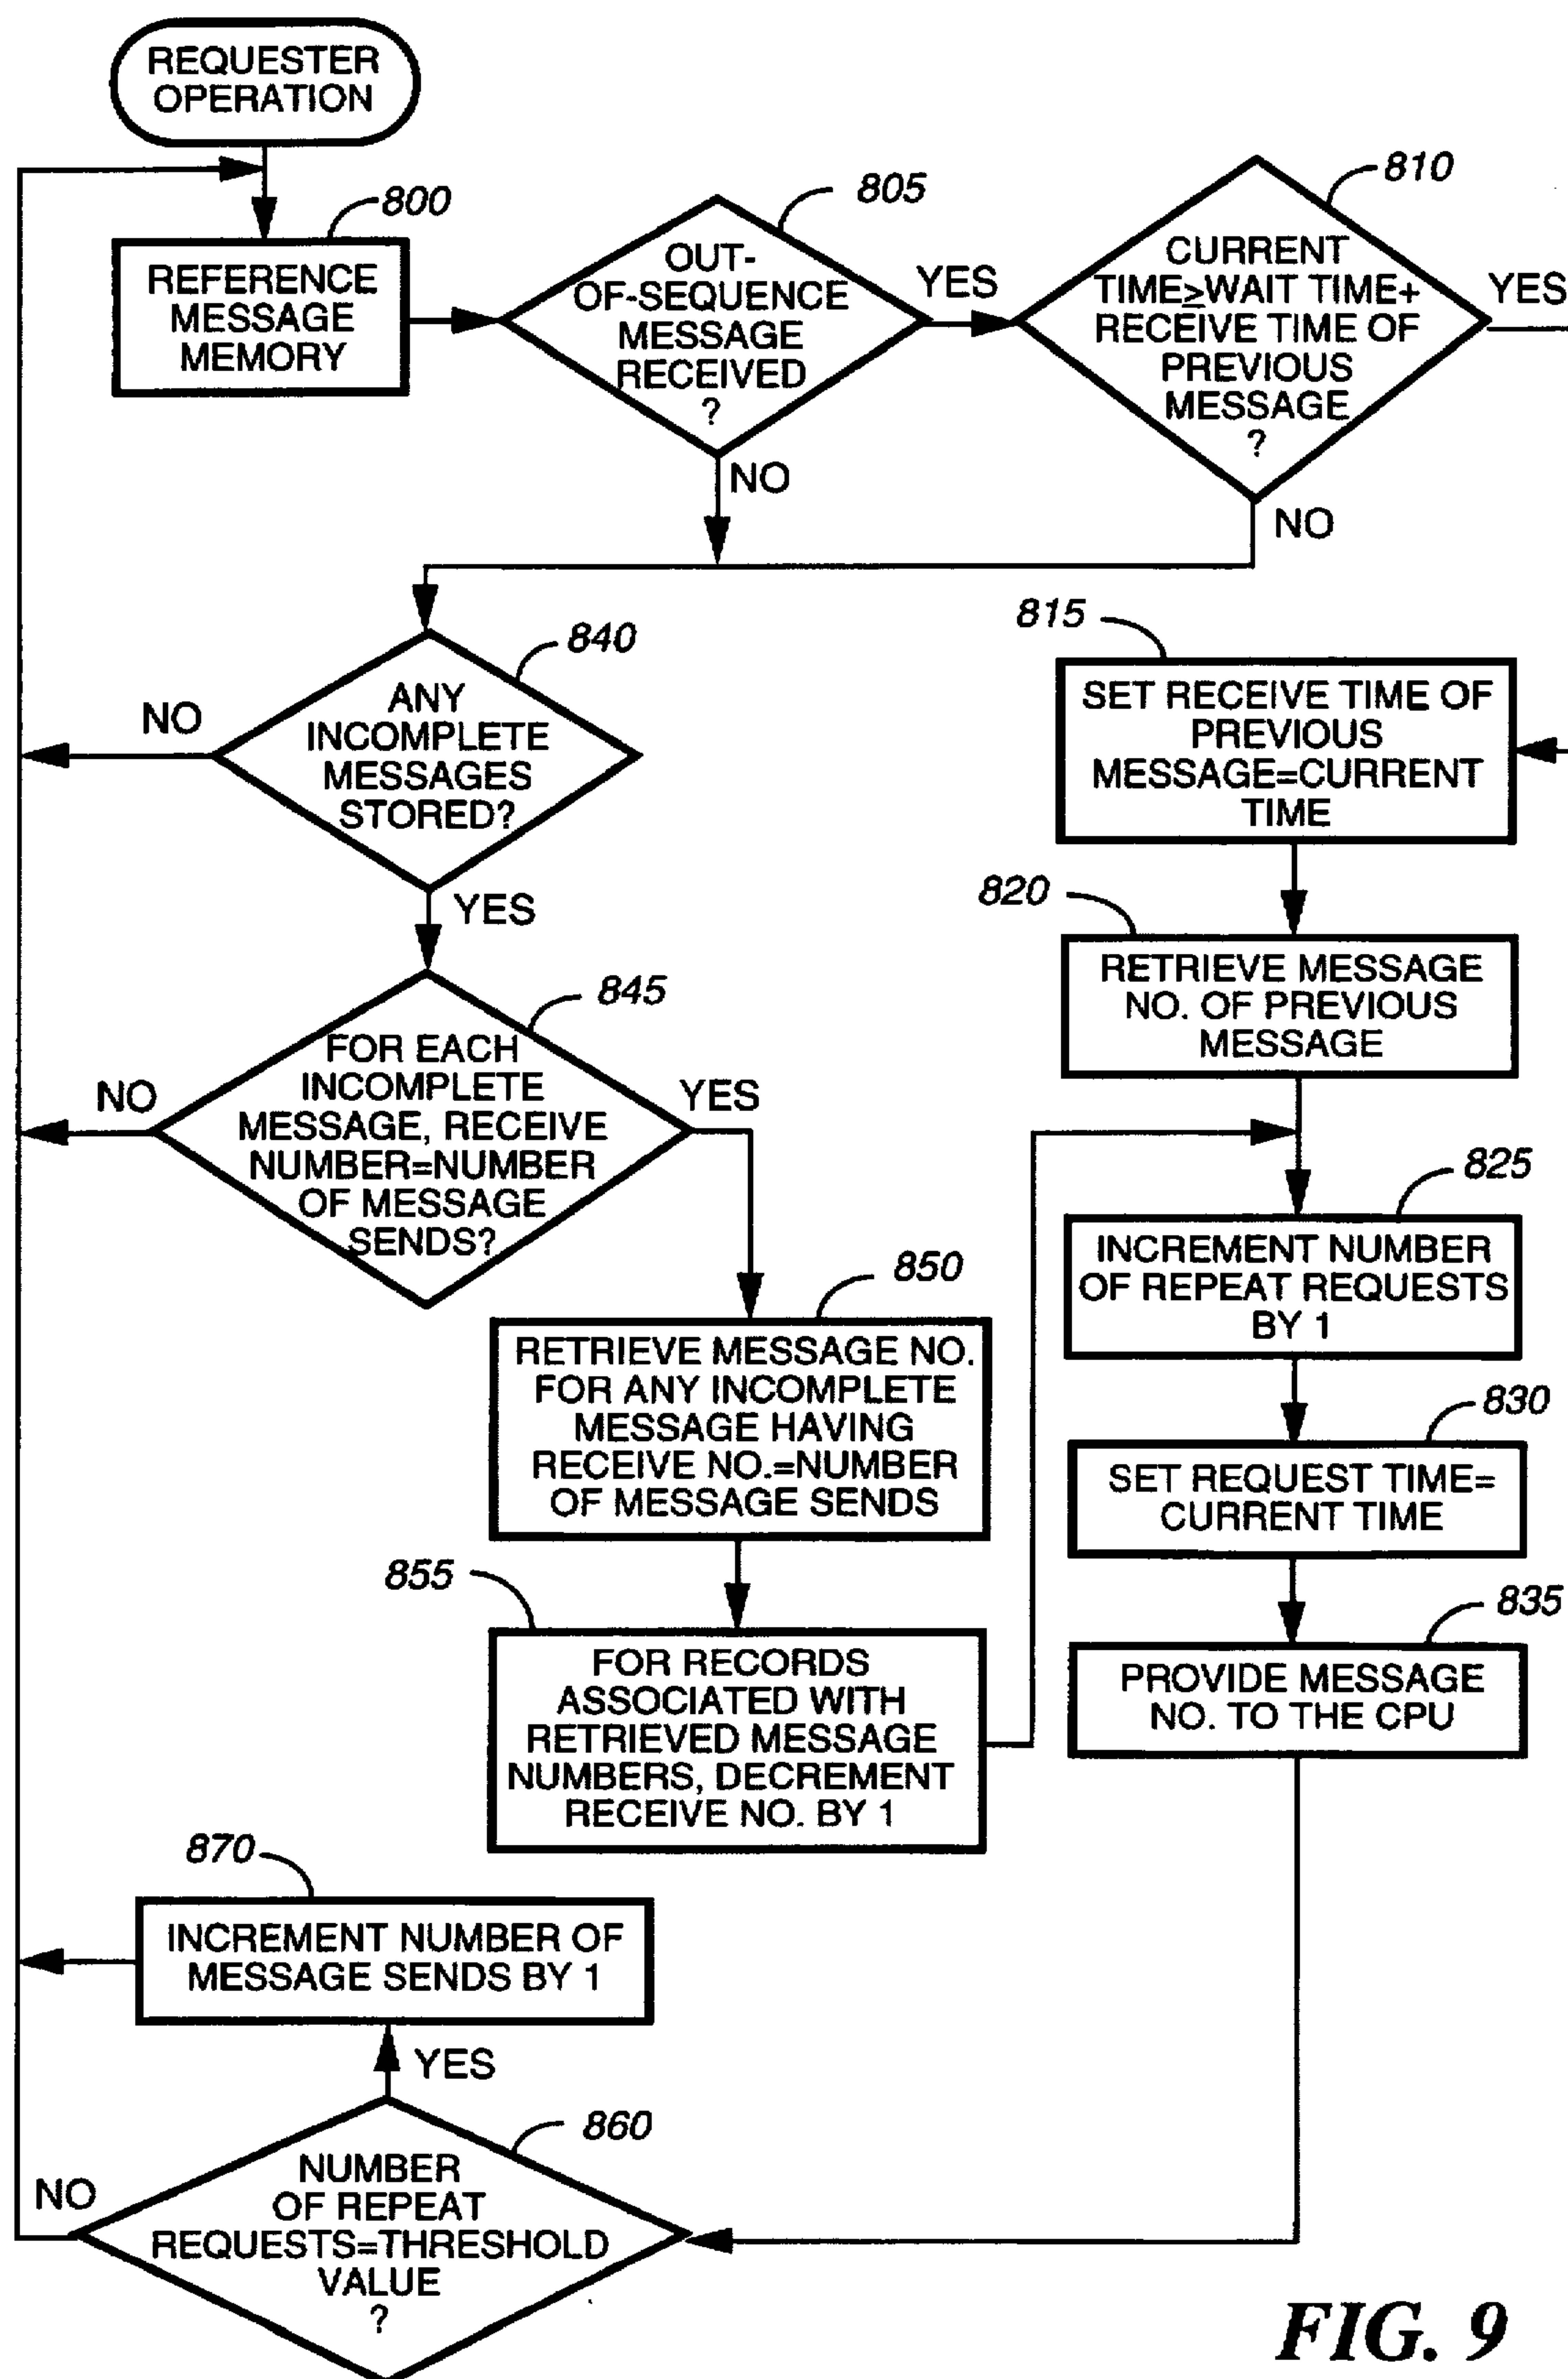 REQUESTER
OPERATION
800
REFERENCE
MESSAGE
MEMORY
805
OUT-
OF-SEQUENCE
MESSAGE
RECEIVED
?
YES
NO
810
CURRENT
TIME≥WAIT TIME+
RECEIVE TIME OF
PREVIOUS
MESSAGE
?
YES
NO
815
SET RECEIVE TIME OF
PREVIOUS
MESSAGE=CURRENT
TIME
820
RETRIEVE MESSAGE
NO. OF PREVIOUS
MESSAGE
825
INCREMENT NUMBER
OF REPEAT REQUESTS
BY 1
830
SET REQUEST TIME=
CURRENT TIME
835
PROVIDE MESSAGE
NO. TO THE CPU
840
ANY
INCOMPLETE
MESSAGES
STORED?
NO
YES
845
FOR EACH
INCOMPLETE
MESSAGE, RECEIVE
NUMBER=NUMBER
OF MESSAGE
SENDS?
NO
YES
850
RETRIEVE MESSAGE NO.
FOR ANY INCOMPLETE
MESSAGE HAVING
RECEIVE NO.=NUMBER
OF MESSAGE SENDS
855
FOR RECORDS
ASSOCIATED WITH
RETRIEVED MESSAGE
NUMBERS, DECREMENT
RECEIVE NO. BY 1
870
INCREMENT NUMBER OF
MESSAGE SENDS BY 1
YES
860
NUMBER
OF REPEAT
REQUESTS=THRESHOLD
VALUE
?
NO
FIG. 9